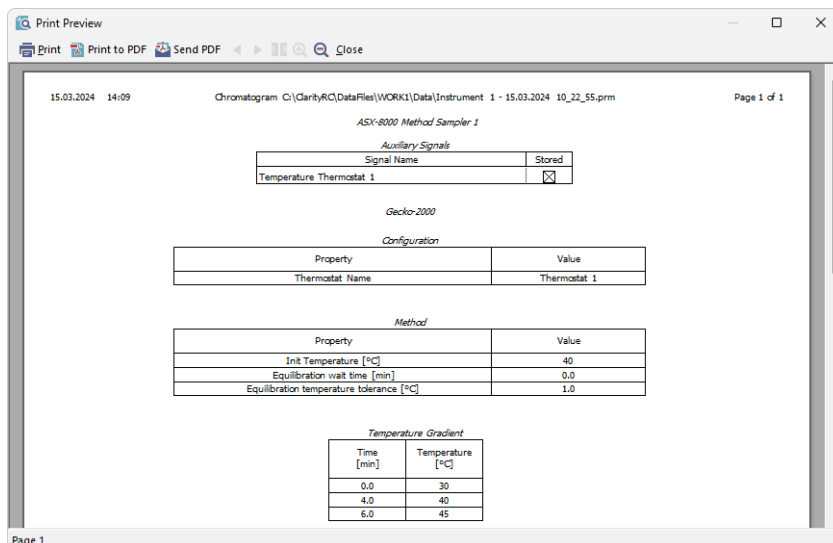 Print Preview
Print Print to PDF Send PDF Close
15.03.2024 14:09 Chromatogram C:\ClarityRC\DataFiles\WORK1\Data\Instrument 1 - 15.03.2024 10_22_55.prm Page 1 of 1
ASX-8000 Method Sampler 1
Auxiliary Signals
Signal Name Stored
Temperature Thermostat 1
Gecko-2000
Configuration
Property Value
Thermostat Name Thermostat 1
Method
Property Value
Init Temperature [°C] 40
Equilibration wait time [min] 0.0
Equilibration temperature tolerance [°C] 1.0
Temperature Gradient
Time Temperature
[min] [°C]
0.0 30
4.0 40
6.0 45
Page 1